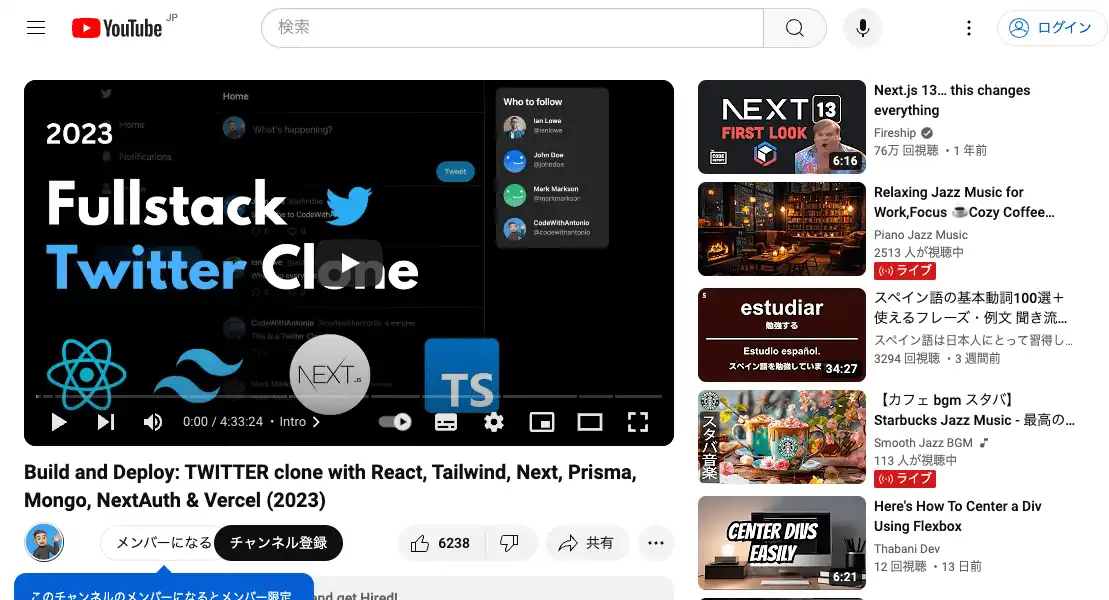 YouTube JP
検索
ログイン
2023
Fullstack
Twitter Clone
Home
Home
What's happening?
Notifications
Tweet
Who to follow
Ian Lowe
@ianlowe
John Doe
@johndoe
Mark Markson
@markmarkson
CodeWithAntonio
@codewithantonio
CodeWithAntonio
NEXT.JS
TS
0:00 / 4:33:24 • Intro
Build and Deploy: TWITTER clone with React, Tailwind, Next, Prisma,
Mongo, NextAuth & Vercel (2023)
メンバーになる
チャンネル登録
6238
共有
このチャンネルのメンバーになるとメンバー限定
and get Hired!
NEXT 13
FIRST LOOK
CODE REPORT
6:16
Next.js 13… this changes
everything
Fireship
76万 回視聴 ・1 年前
Relaxing Jazz Music for
Work,Focus ☕Cozy Coffee…
Piano Jazz Music
2513 人が視聴中
ライブ
5
estudiar
勉強する
Estudio español.
スペイン語を勉強していま
34:27
スペイン語の基本動詞100選＋
使えるフレーズ・例文 聞き流…
スペイン語は日本人にとって習得し…
3294 回視聴 ・3 週間前
スタバ音楽
【カフェ bgm スタバ】
Starbucks Jazz Music - 最高の…
Smooth Jazz BGM
113 人が視聴中
ライブ
CENTER DIVS
EASILY
6:21
Here's How To Center a Div
Using Flexbox
Thabani Dev
12 回視聴 ・13 日前